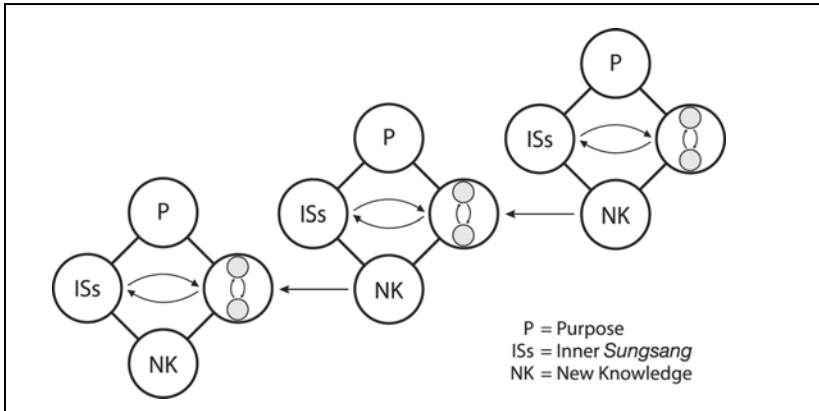 P
ISs
NK
P
ISs
NK
P
ISs
NK
P = Purpose
ISs = Inner Sungsang
NK = New Knowledge